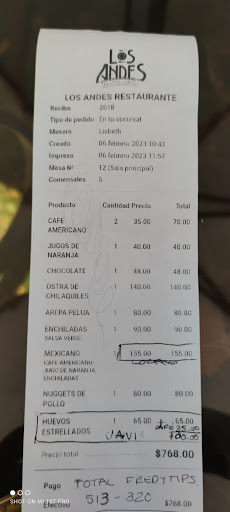 LOS
ANDES
LOS ANDES RESTAURANTE
Recibo 2018
Tipo de pedido En tu sucursal
Mesero Lisbeth
Creado 06 febrero 2023 10:43
Impreso 06 febrero 2023 11:57
Mesa Nº 12 (Sala principal)
Comensales 5
Producto Cantidad Precio Total
CAFE AMERICANO 2 35.00 70.00
JUGOS DE NARANJA 1 40.00 40.00
CHOCOLATE 1 48.00 48.00
OSTRA DE CHILAQUILES 1 140.00 140.00
AREPA PELUA 1 80.00 80.00
ENCHILADAS 1 90.00 90.00
SALSA VERDE
MEXICANO 1 155.00 155.00
CAFE AMERICANO
JUGO DE NARANJA
ENCHILADAS
NUGGETS DE POLLO 1 80.00 80.00
HUEVOS ESTRELLADOS 1 65.00 65.00
JAVI
Precio total $768.00
Pago TOTAL FREDY TIPS
513 - 320
Efectivo $768.00
SHOT ON MI 10T PRO